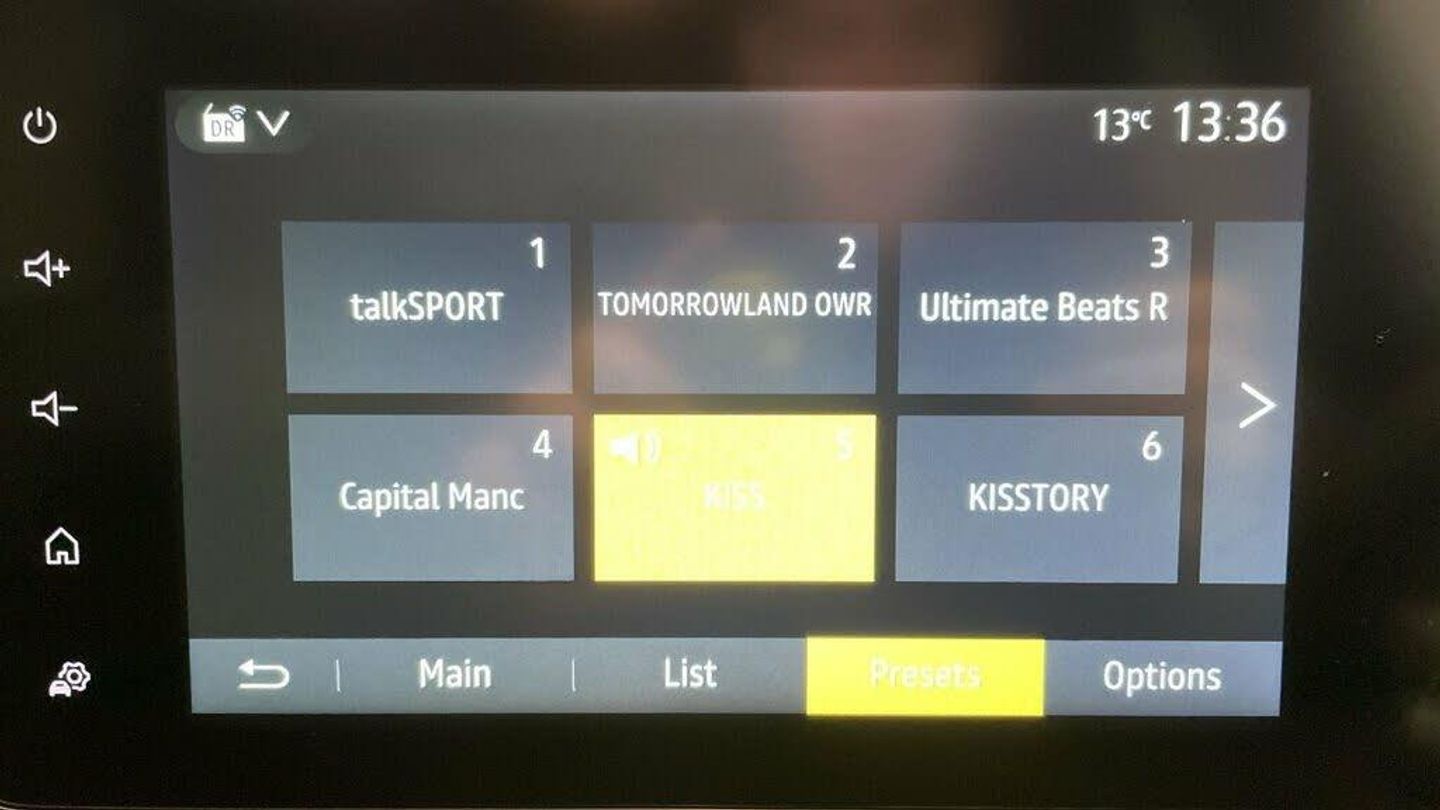 DR
13°C 13:36
1
talkSPORT
2
TOMORROWLAND OWR
3
Ultimate Beats R
4
Capital Manc
5
KISS
6
KISSTORY
Main
List
Presets
Options